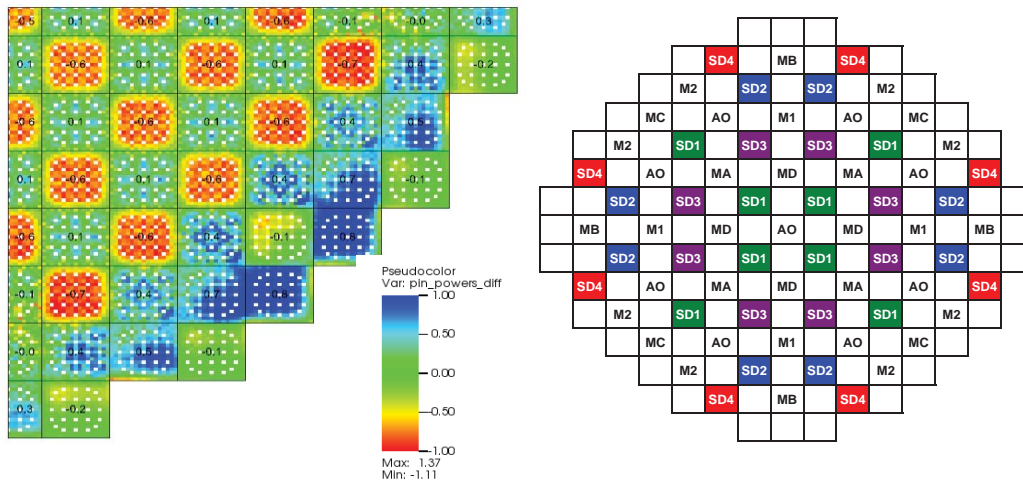 -0.5 0.1 -0.6 0.1 -0.6 -0.1 -0.0 0.3
0.1 -0.6 0.1 -0.6 0.1 -0.7 0.4 -0.2
-0.6 0.1 -0.6 0.1 -0.6 0.4 0.5
0.1 -0.6 0.1 -0.6 0.4 0.7 -0.1
-0.6 0.1 -0.6 0.4 -0.1 0.8
-0.1 -0.7 0.4 0.7 0.8
-0.0 0.4 0.5 -0.1
0.3 -0.2
Pseudocolor
Var: pin_powers_diff
1.00
0.50
0.00
-0.50
-1.00
Max: 1.37
Min: -1.11
SD4 MB SD4
M2 SD2 SD2 M2
MC AO M1 AO MC
M2 SD1 SD3 SD3 SD1 M2
SD4 AO MA MD MA AO SD4
SD2 SD3 SD1 SD1 SD3 SD2
MB M1 MD AO MD M1 MB
SD2 SD3 SD1 SD1 SD3 SD2
SD4 AO MA MD MA AO SD4
M2 SD1 SD3 SD3 SD1 M2
MC AO M1 AO MC
M2 SD2 SD2 M2
SD4 MB SD4